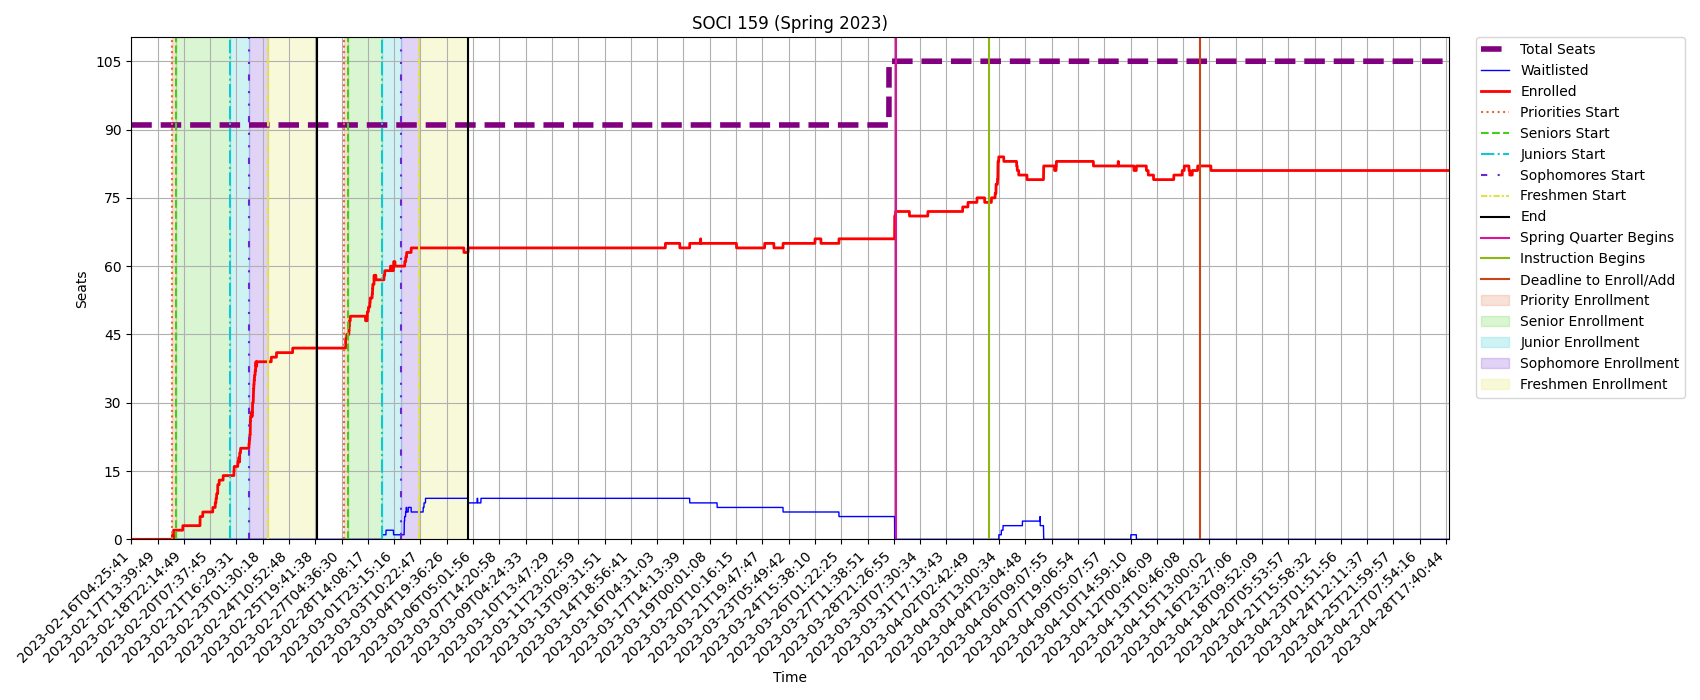 SOCI 159 (Spring 2023)
Seats
105
90
75
60
45
30
15
0
2023-02-16T04:25:41
2023-02-17T13:39:49
2023-02-18T22:14:49
2023-02-20T07:37:45
2023-02-21T16:29:31
2023-02-23T01:30:18
2023-02-24T10:52:48
2023-02-25T19:41:38
2023-02-27T04:36:30
2023-02-28T14:08:17
2023-03-01T23:15:16
2023-03-03T10:22:47
2023-03-04T19:36:26
2023-03-06T05:01:56
2023-03-07T14:20:58
2023-03-09T04:24:33
2023-03-10T13:47:29
2023-03-11T23:02:59
2023-03-13T09:31:51
2023-03-14T18:56:41
2023-03-16T04:31:03
2023-03-17T14:13:39
2023-03-19T00:01:08
2023-03-20T10:16:15
2023-03-21T19:47:47
2023-03-23T05:49:42
2023-03-24T15:38:10
2023-03-26T01:22:25
2023-03-27T11:38:51
2023-03-28T21:26:55
2023-03-30T07:30:34
2023-03-31T17:13:43
2023-04-02T02:42:49
2023-04-03T13:00:34
2023-04-04T23:04:48
2023-04-06T09:07:55
2023-04-07T19:06:54
2023-04-09T05:07:57
2023-04-10T14:59:10
2023-04-12T00:46:09
2023-04-13T10:46:08
2023-04-15T13:00:02
2023-04-16T23:27:06
2023-04-18T09:52:09
2023-04-20T05:53:57
2023-04-21T15:58:32
2023-04-23T01:51:56
2023-04-24T12:11:37
2023-04-25T21:59:57
2023-04-27T07:54:16
2023-04-28T17:40:44
Time
Total Seats
Waitlisted
Enrolled
Priorities Start
Seniors Start
Juniors Start
Sophomores Start
Freshmen Start
End
Spring Quarter Begins
Instruction Begins
Deadline to Enroll/Add
Priority Enrollment
Senior Enrollment
Junior Enrollment
Sophomore Enrollment
Freshmen Enrollment